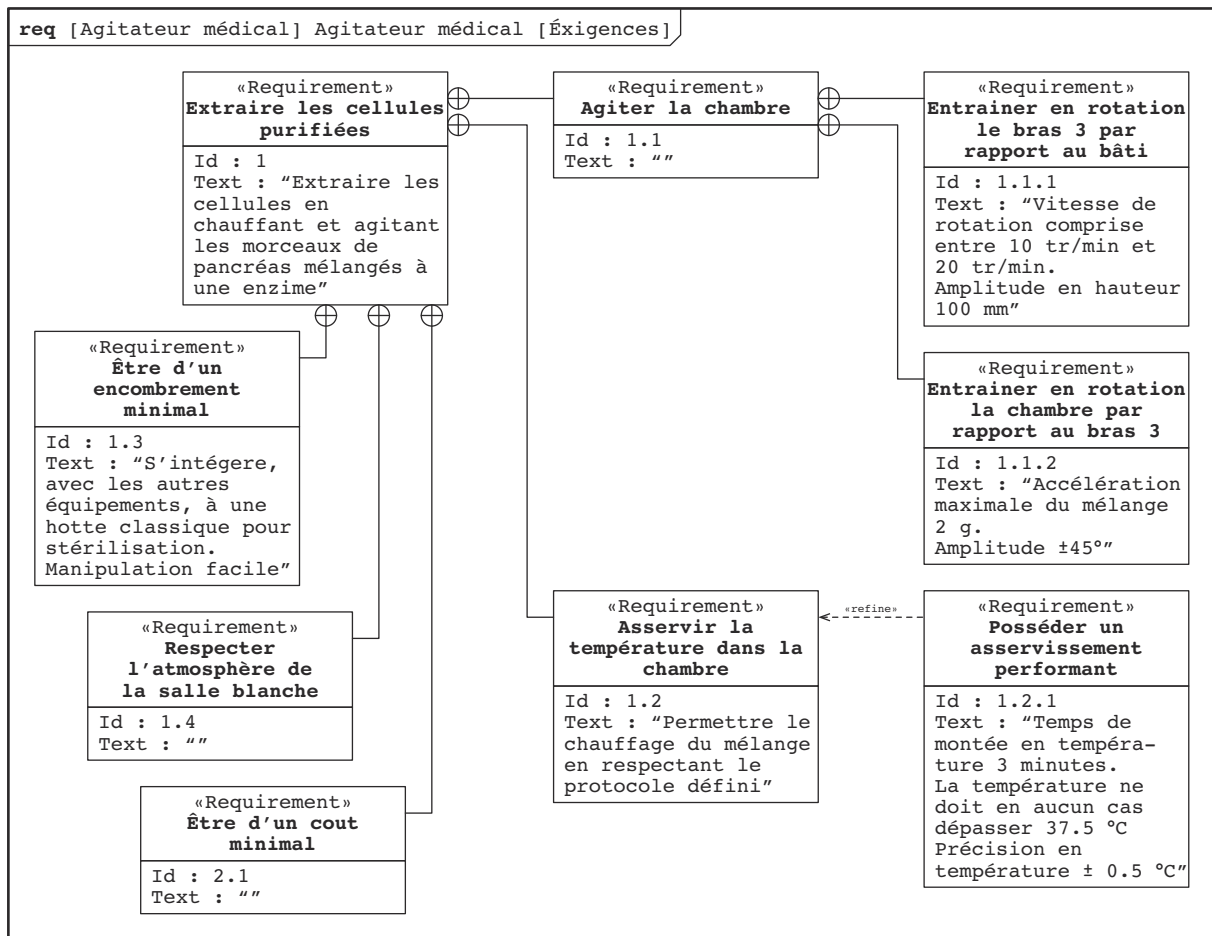 req [Agitateur médical] Agitateur médical [Éxigences]
«Requirement»
Extraire les cellules
purifiées
Id : 1
Text : “Extraire les
cellules en
chauffant et agitant
les morceaux de
pancréas mélangés à
une enzime”
«Requirement»
Agiter la chambre
Id : 1.1
Text : “”
«Requirement»
Entrainer en rotation
le bras 3 par
rapport au bâti
Id : 1.1.1
Text : “Vitesse de
rotation comprise
entre 10 tr/min et
20 tr/min.
Amplitude en hauteur
100 mm”
«Requirement»
Être d'un
encombrement
minimal
Id : 1.3
Text : “S'intégere,
avec les autres
équipements, à une
hotte classique pour
stérilisation.
Manipulation facile”
«Requirement»
Entrainer en rotation
la chambre par
rapport au bras 3
Id : 1.1.2
Text : “Accélération
maximale du mélange
2 g.
Amplitude ±45°”
«Requirement»
Respecter
l'atmosphère de
la salle blanche
Id : 1.4
Text : “”
«Requirement»
Asservir la
température dans la
chambre
Id : 1.2
Text : “Permettre le
chauffage du mélange
en respectant le
protocole défini”
«refine»
«Requirement»
Posséder un
asservissement
performant
Id : 1.2.1
Text : “Temps de
montée en tempéra-
ture 3 minutes.
La température ne
doit en aucun cas
dépasser 37.5 °C
Précision en
température ± 0.5 °C”
«Requirement»
Être d'un cout
minimal
Id : 2.1
Text : “”